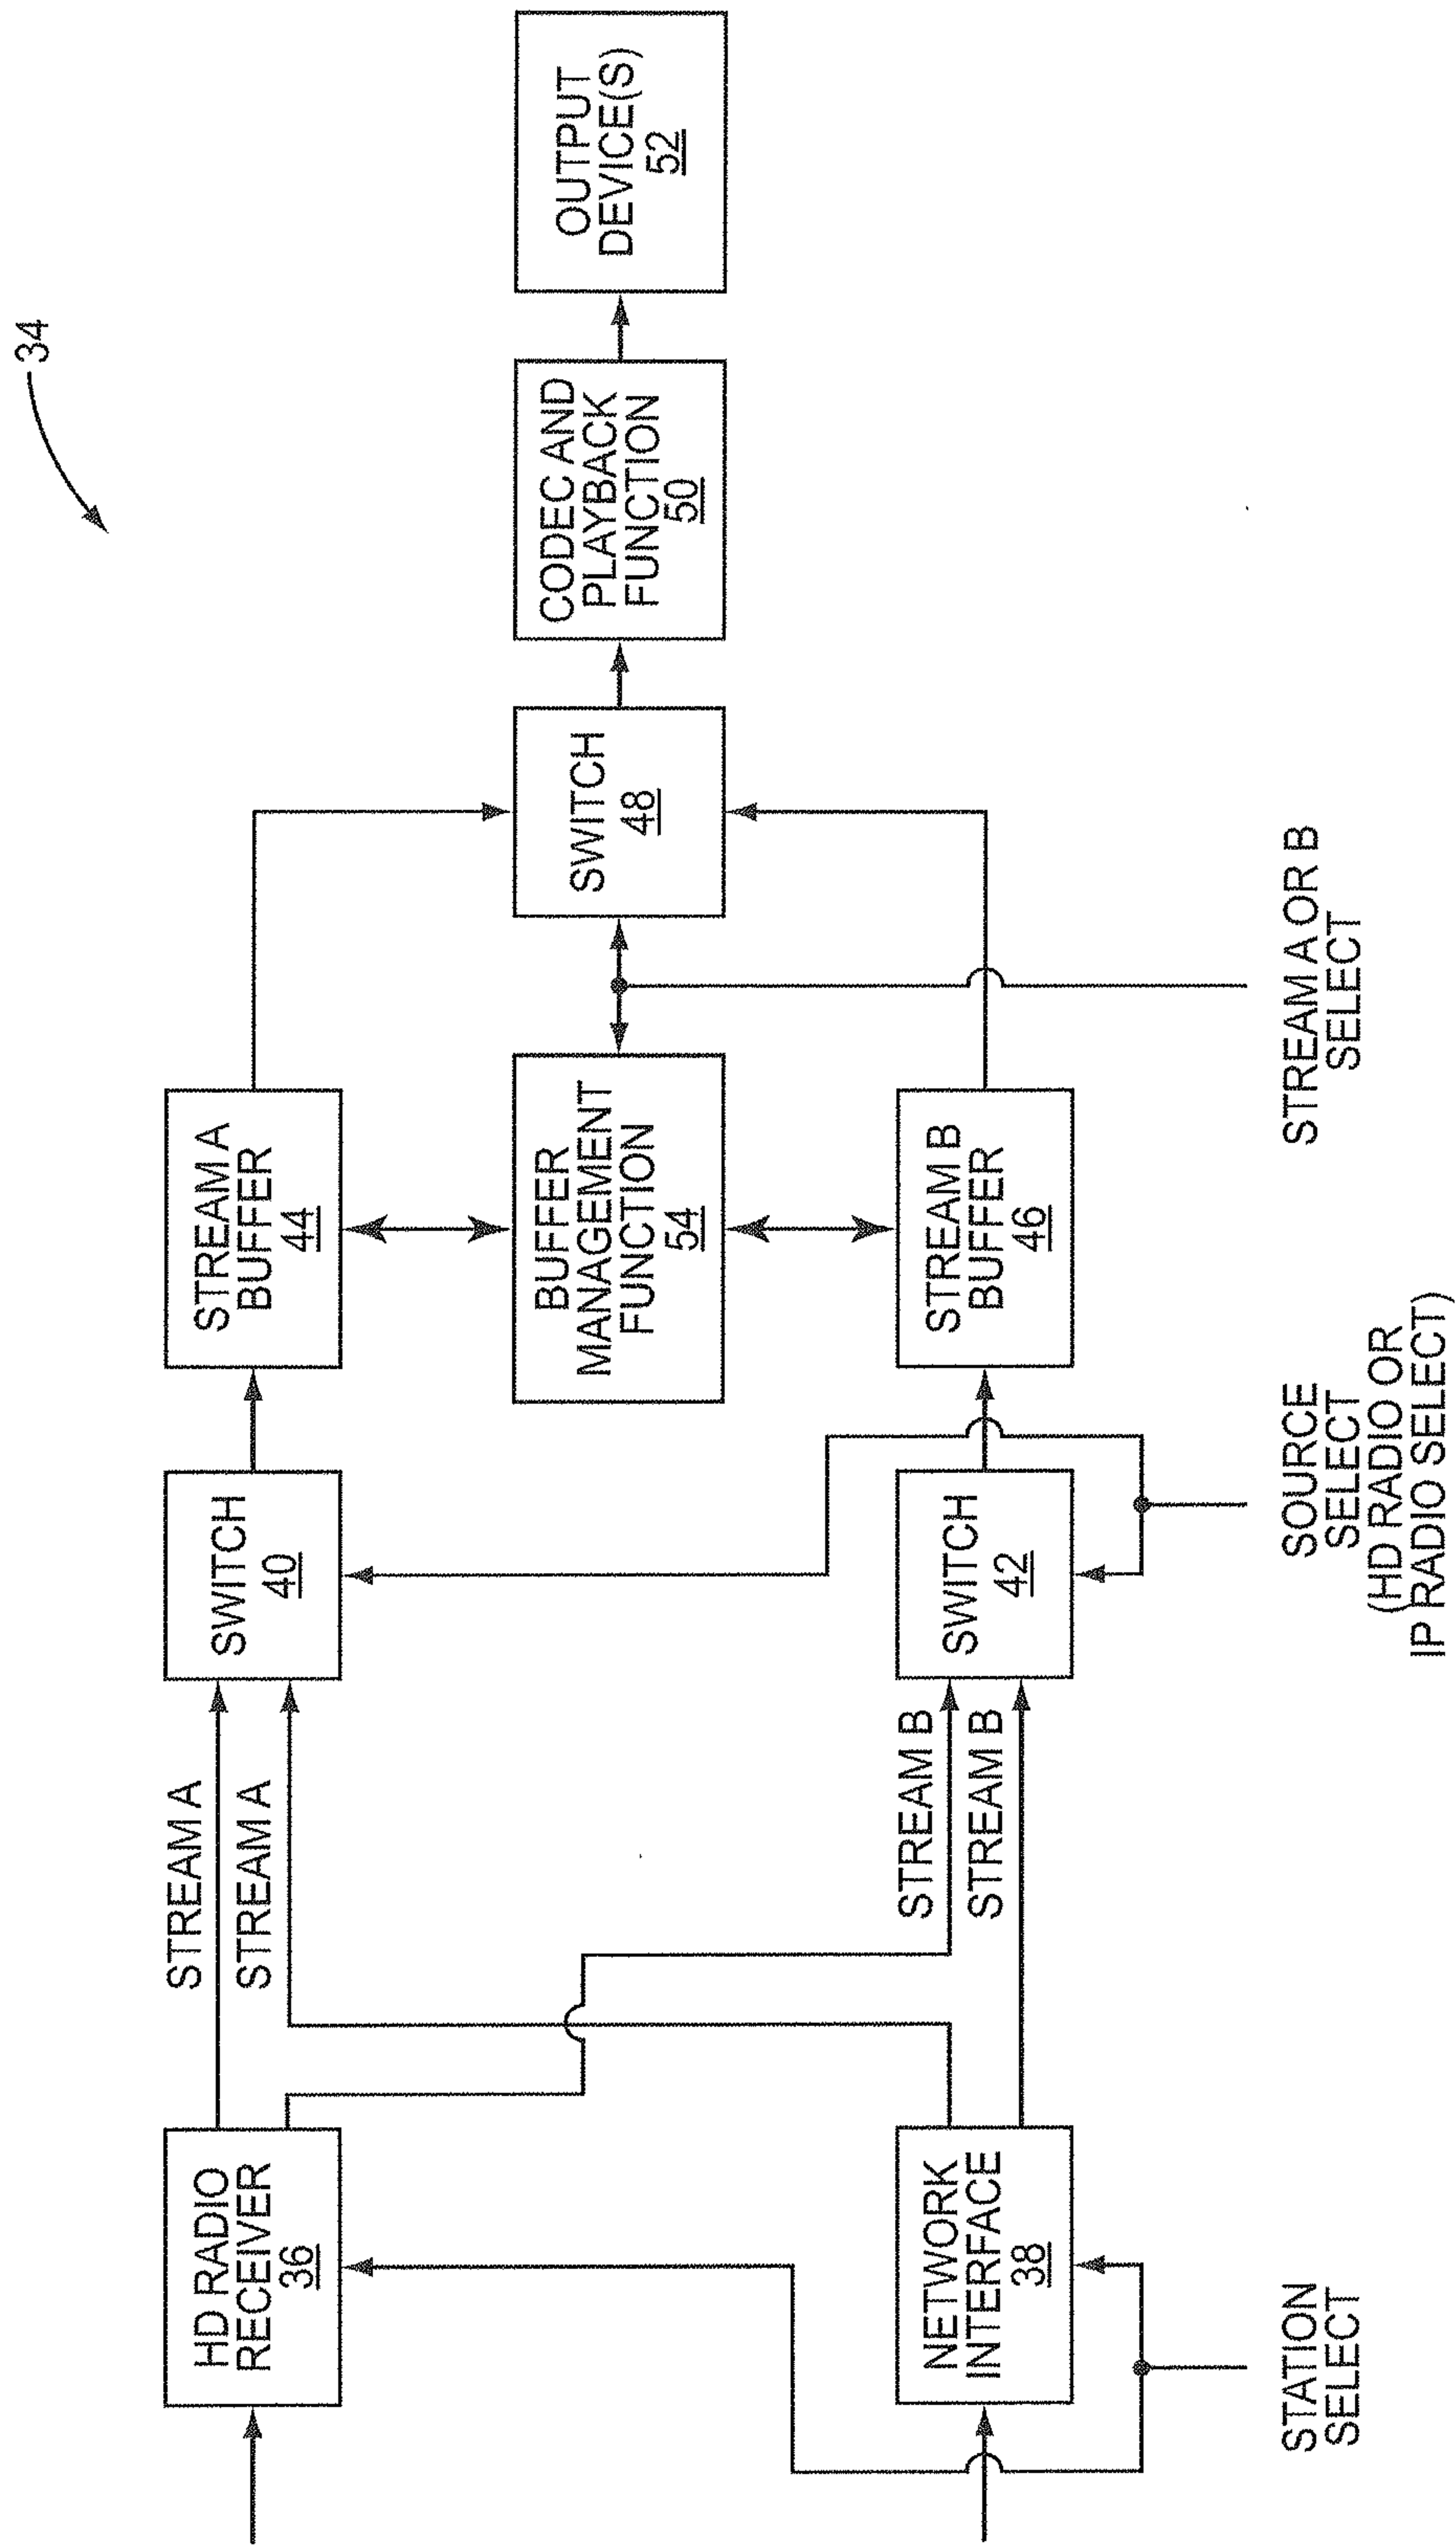 34
HD RADIO
RECEIVER
36
STREAM A
STREAM A
SWITCH
40
STREAM A
BUFFER
44
BUFFER
MANAGEMENT
FUNCTION
54
SWITCH
48
CODEC AND
PLAYBACK
FUNCTION
50
OUTPUT
DEVICE(S)
52
NETWORK
INTERFACE
38
STREAM B
STREAM B
SWITCH
42
STREAM B
BUFFER
46
STATION
SELECT
SOURCE
SELECT
(HD RADIO OR
IP RADIO SELECT)
STREAM A OR B
SELECT